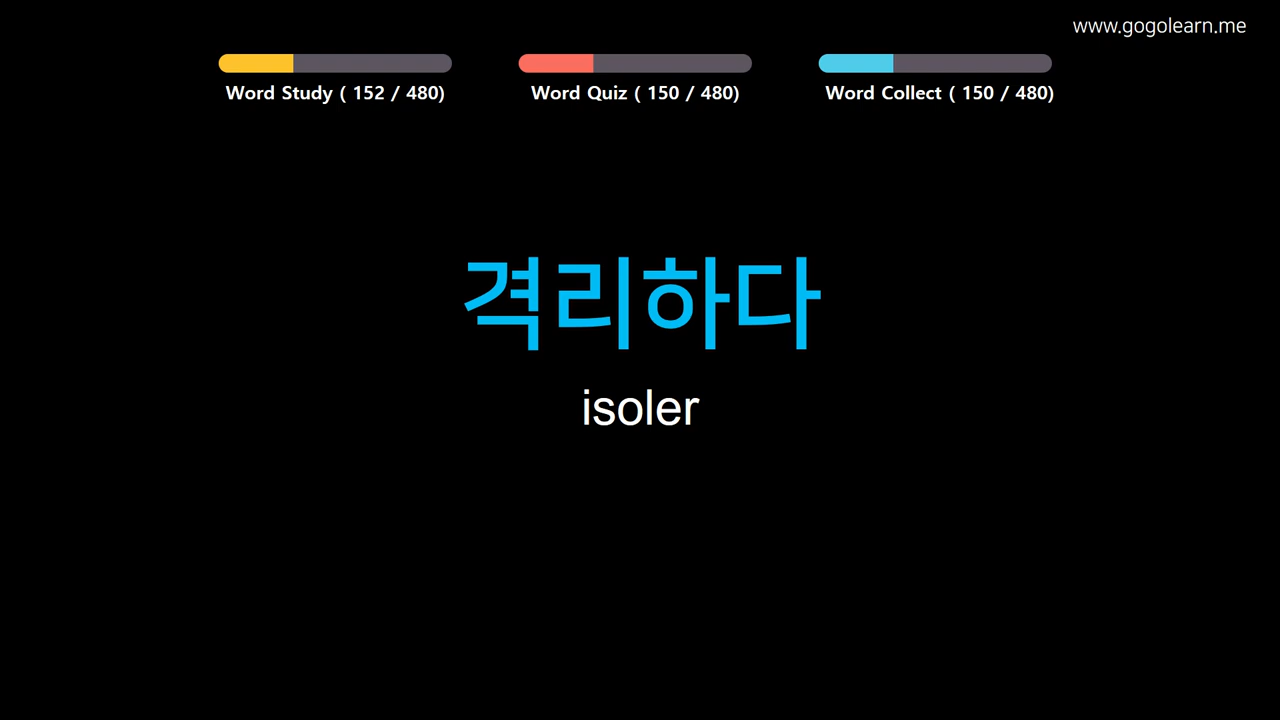 www.gogolearn.me
Word Study ( 152 / 480)
Word Quiz ( 150 / 480)
Word Collect ( 150 / 480)
격리하다
isoler